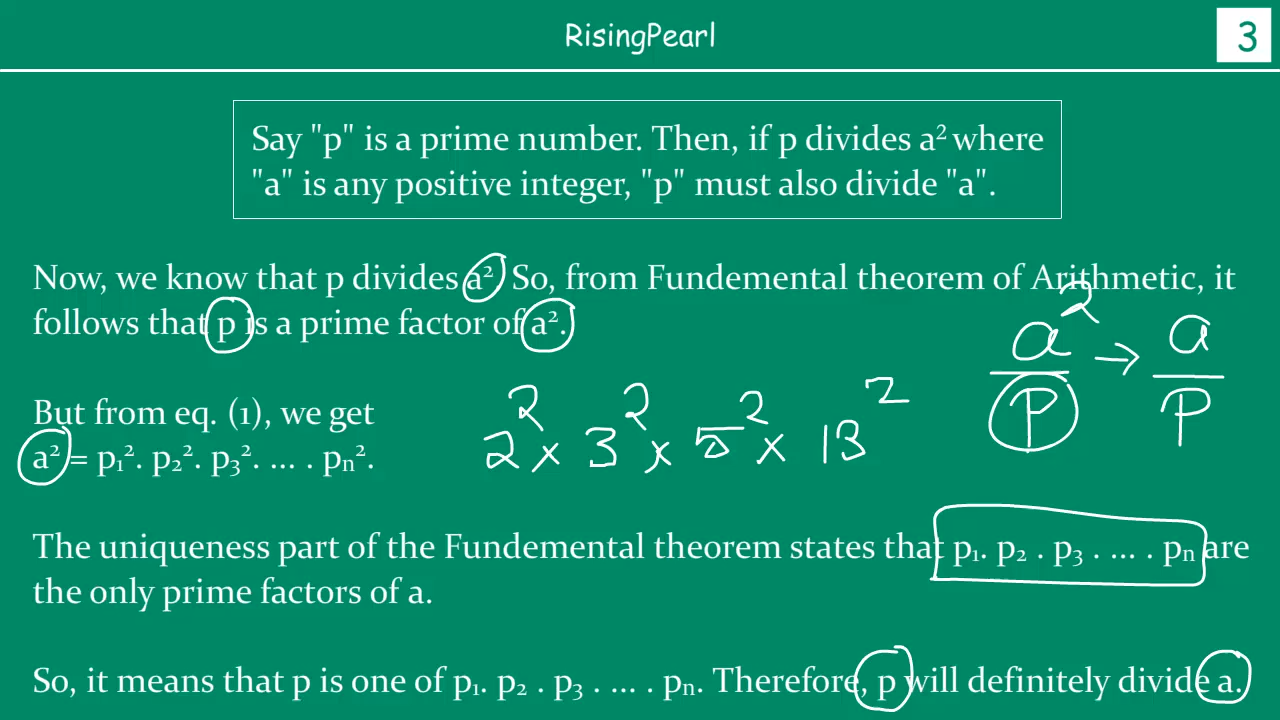 RisingPearl
3
Say "p" is a prime number. Then, if p divides a² where
"a" is any positive integer, "p" must also divide "a".
Now, we know that p divides a². So, from Fundemental theorem of Arithmetic, it
follows that p is a prime factor of a².
a² → a
P P
But from eq. (1), we get
a² = p₁². p₂². p₃². ... . pₙ².
2² × 3² × 5² × 13²
The uniqueness part of the Fundemental theorem states that p₁. p₂ . p₃ . ... . pₙ are
the only prime factors of a.
So, it means that p is one of p₁. p₂ . p₃ . ... . pₙ. Therefore, p will definitely divide a.